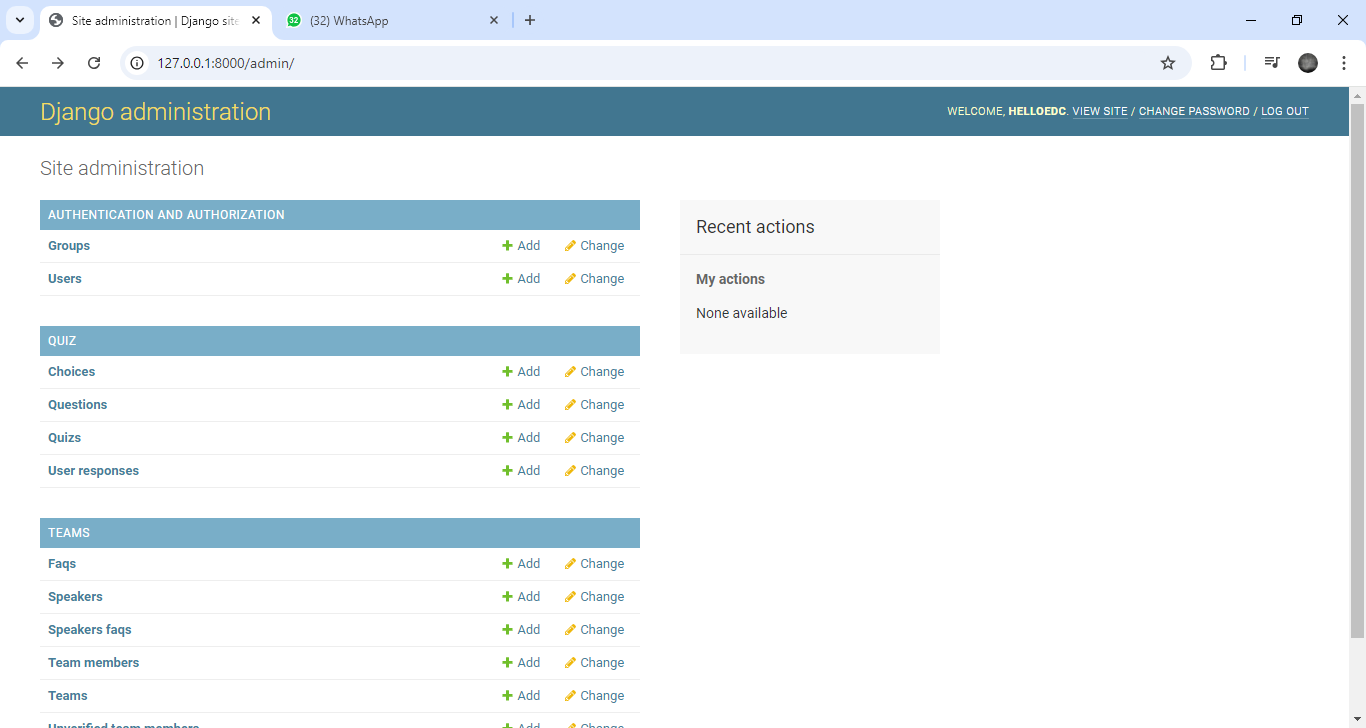 Site administration | Django site
32
(32) WhatsApp
127.0.0.1:8000/admin/
Django administration
WELCOME, HELLOEDC. VIEW SITE / CHANGE PASSWORD / LOG OUT
Site administration
AUTHENTICATION AND AUTHORIZATION
Groups Add Change
Users Add Change
QUIZ
Choices Add Change
Questions Add Change
Quizs Add Change
User responses Add Change
TEAMS
Faqs Add Change
Speakers Add Change
Speakers faqs Add Change
Team members Add Change
Teams Add Change
Unverified team members Add Change
Recent actions
My actions
None available